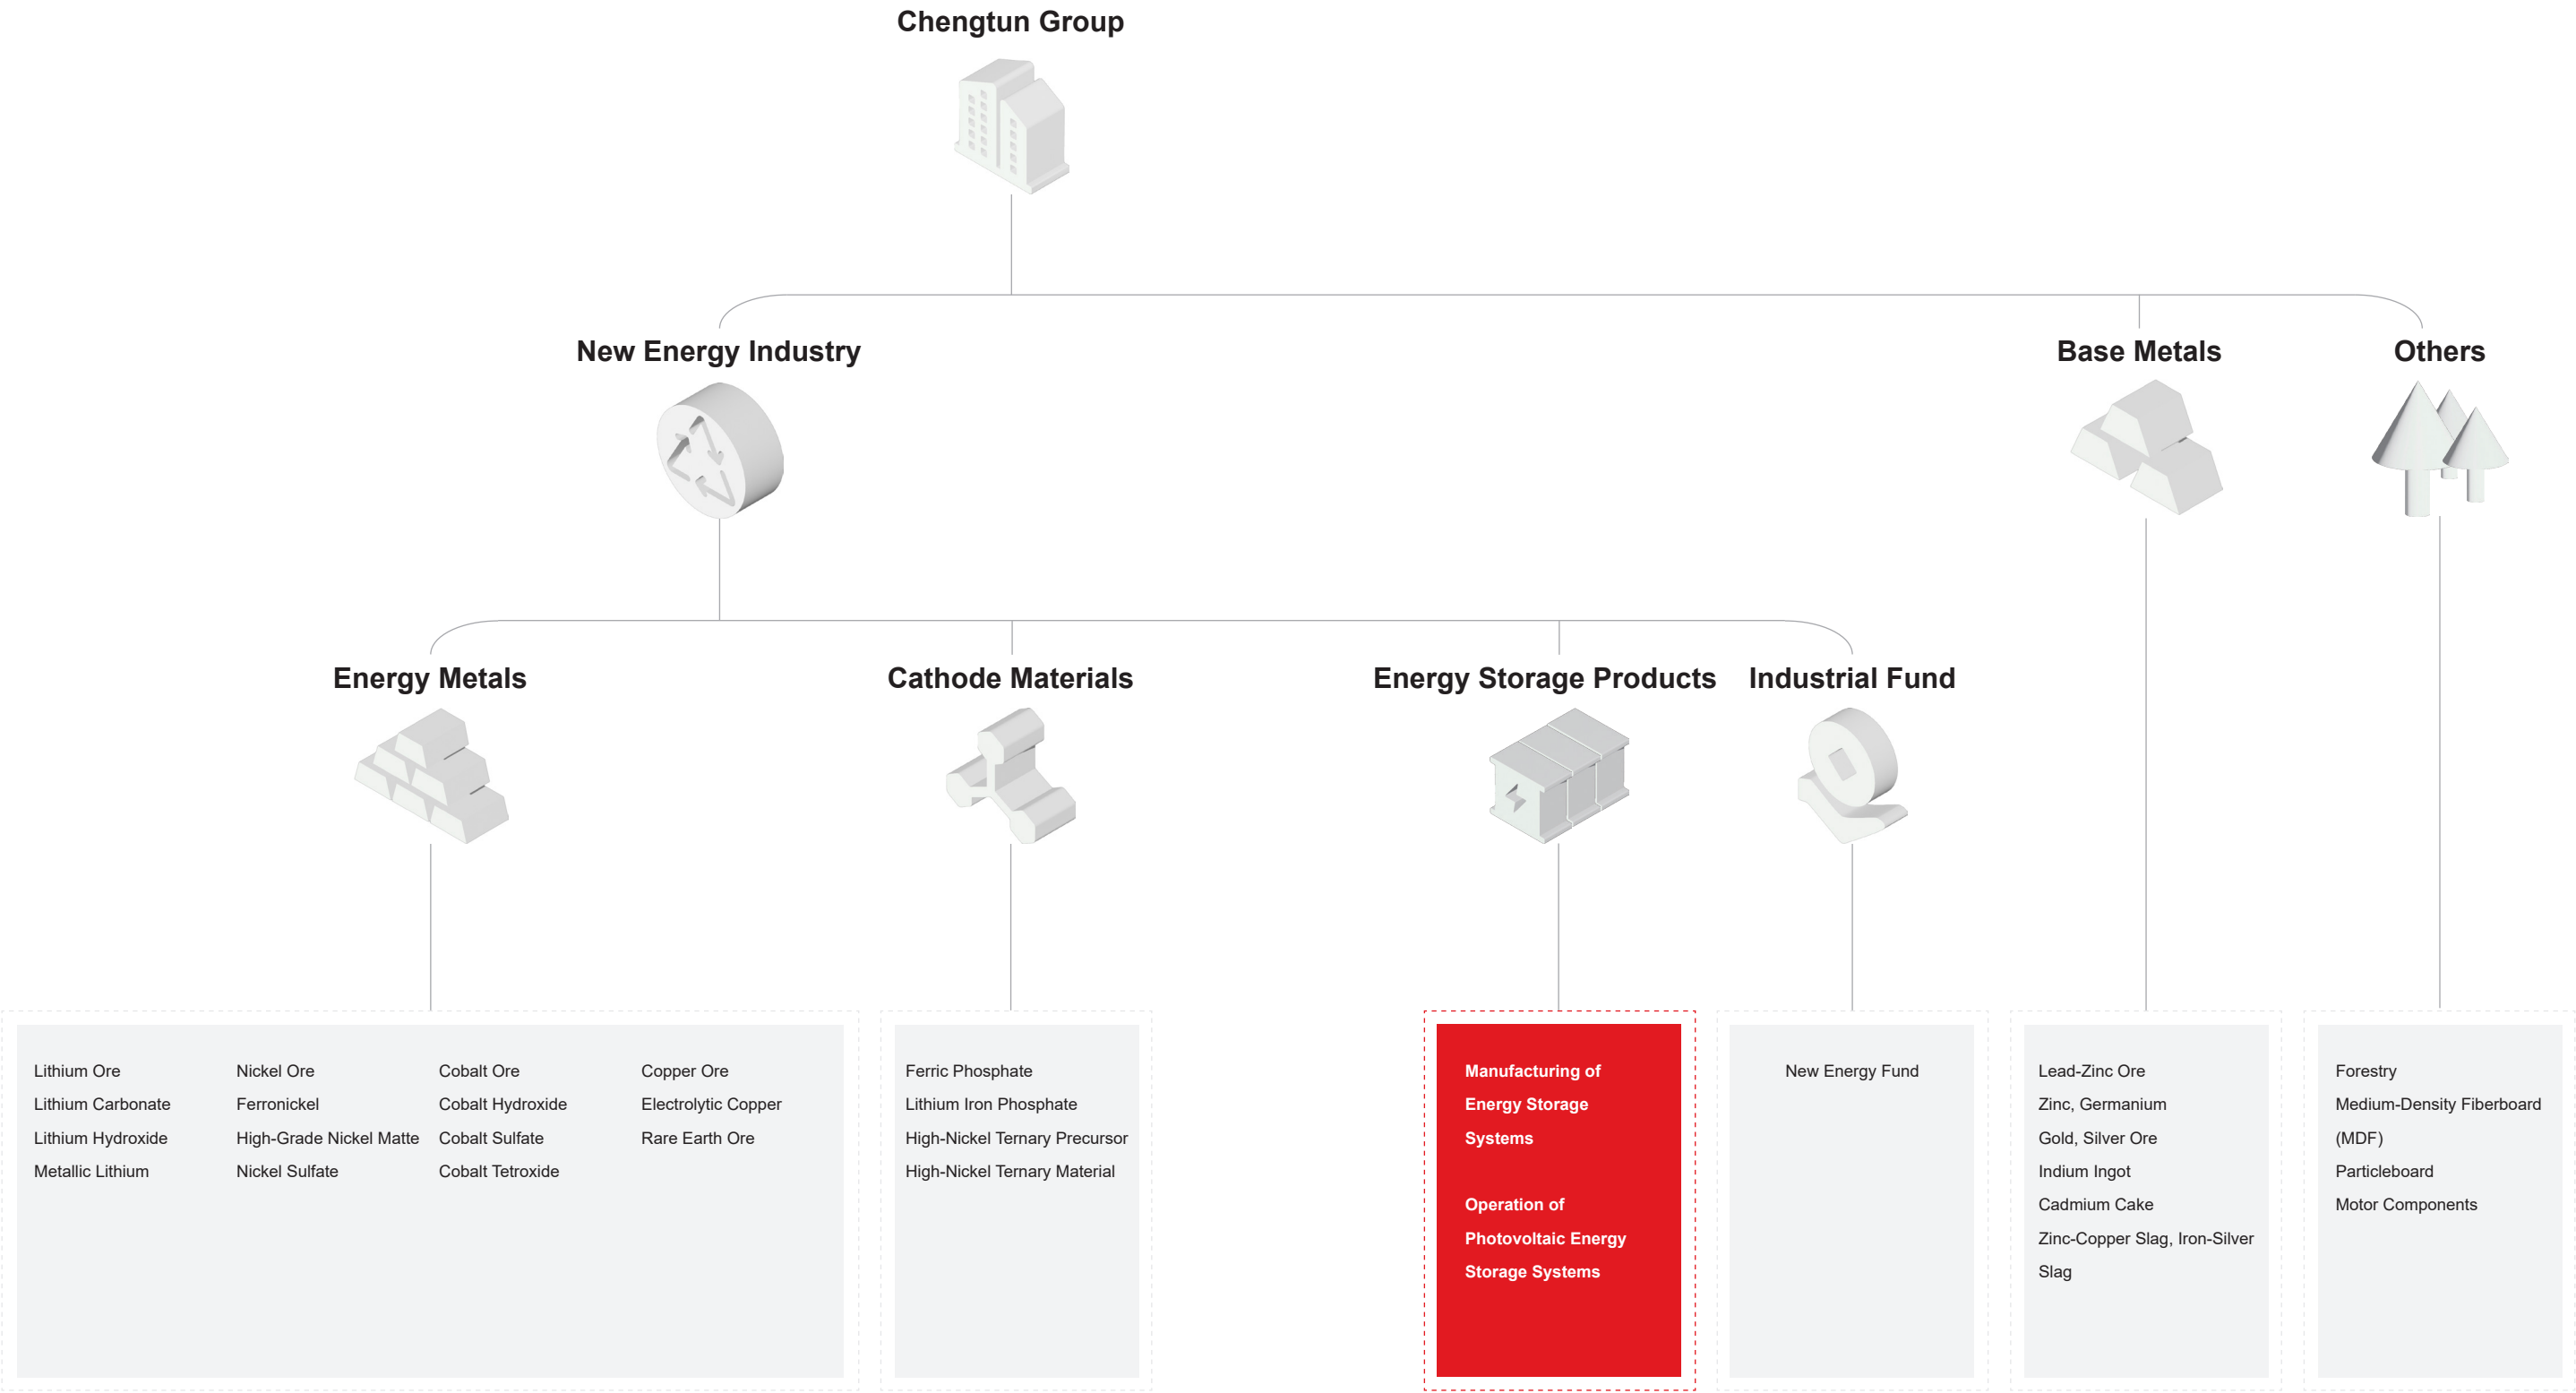 Chengtun Group
New Energy Industry
Base Metals
Others
Energy Metals
Cathode Materials
Energy Storage Products
Industrial Fund
Lithium Ore
Lithium Carbonate
Lithium Hydroxide
Metallic Lithium
Nickel Ore
Ferronickel
High-Grade Nickel Matte
Nickel Sulfate
Cobalt Ore
Cobalt Hydroxide
Cobalt Sulfate
Cobalt Tetroxide
Copper Ore
Electrolytic Copper
Rare Earth Ore
Ferric Phosphate
Lithium Iron Phosphate
High-Nickel Ternary Precursor
High-Nickel Ternary Material
Manufacturing of
Energy Storage
Systems
Operation of
Photovoltaic Energy
Storage Systems
New Energy Fund
Lead-Zinc Ore
Zinc, Germanium
Gold, Silver Ore
Indium Ingot
Cadmium Cake
Zinc-Copper Slag, Iron-Silver
Slag
Forestry
Medium-Density Fiberboard
(MDF)
Particleboard
Motor Components